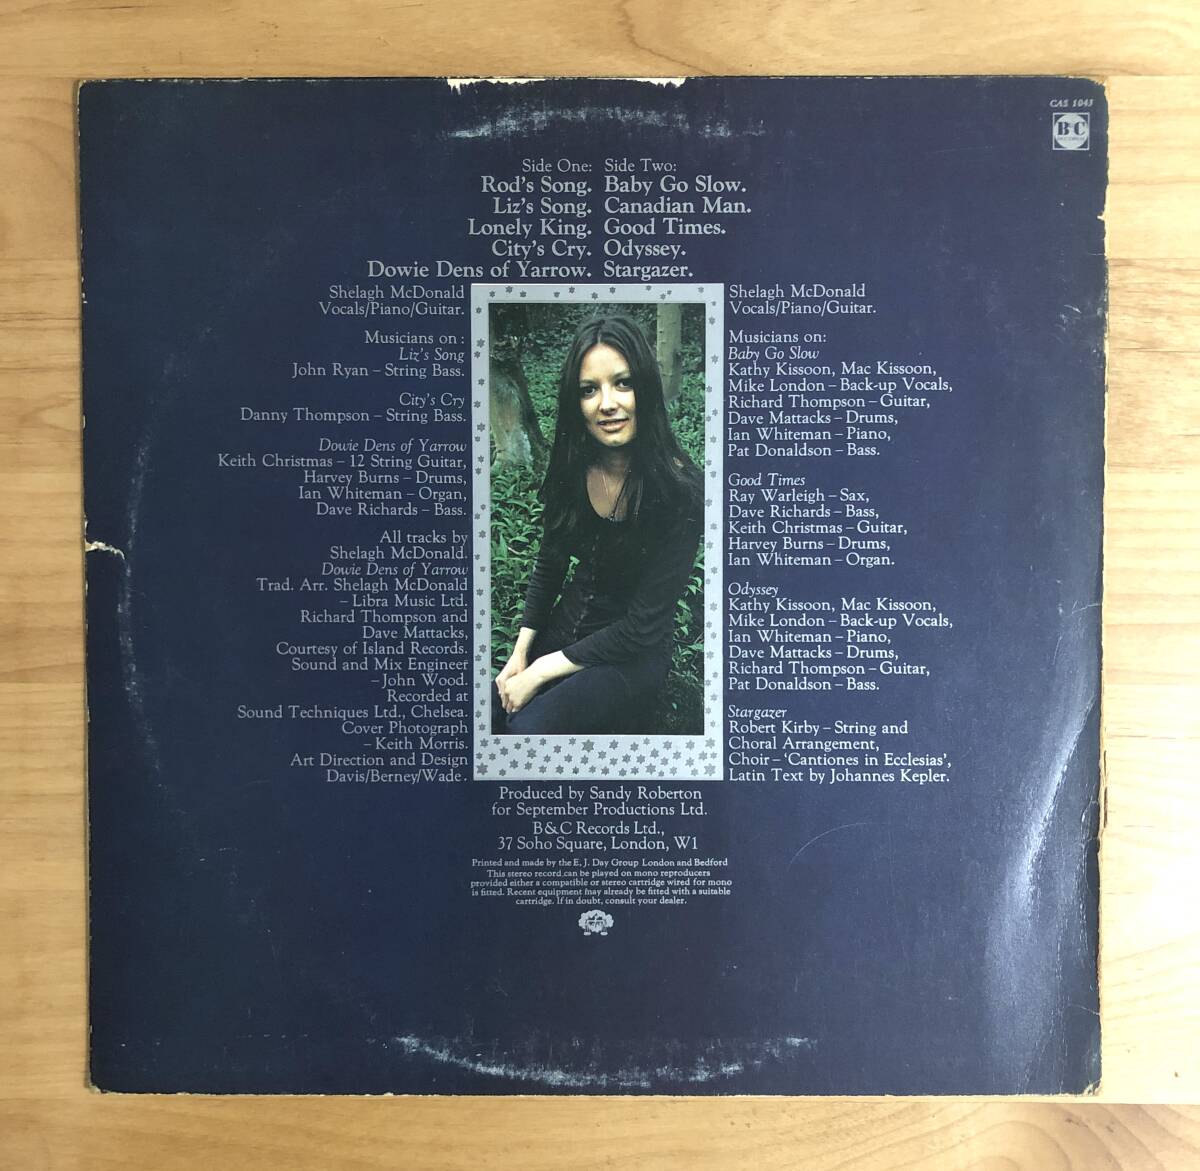 CAS 1043
B&C
Side One:
Rod's Song.
Liz's Song.
Lonely King.
City's Cry.
Dowie Dens of Yarrow.
Side Two:
Baby Go Slow.
Canadian Man.
Good Times.
Odyssey.
Stargazer.
Shelagh McDonald
Vocals/Piano/Guitar.
Musicians on :
Liz's Song
John Ryan – String Bass.
City's Cry
Danny Thompson – String Bass.
Dowie Dens of Yarrow
Keith Christmas – 12 String Guitar,
Harvey Burns – Drums,
Ian Whiteman – Organ,
Dave Richards – Bass.
All tracks by
Shelagh McDonald.
Dowie Dens of Yarrow
Trad. Arr. Shelagh McDonald
– Libra Music Ltd.
Richard Thompson and
Dave Mattacks,
Courtesy of Island Records.
Sound and Mix Engineer
– John Wood.
Recorded at
Sound Techniques Ltd., Chelsea.
Cover Photograph
– Keith Morris.
Art Direction and Design
Davis/Berney/Wade.
Shelagh McDonald
Vocals/Piano/Guitar.
Musicians on:
Baby Go Slow
Kathy Kissoon, Mac Kissoon,
Mike London – Back-up Vocals,
Richard Thompson – Guitar,
Dave Mattacks – Drums,
Ian Whiteman – Piano,
Pat Donaldson – Bass.
Good Times
Ray Warleigh – Sax,
Dave Richards – Bass,
Keith Christmas – Guitar,
Harvey Burns – Drums,
Ian Whiteman – Organ.
Odyssey
Kathy Kissoon, Mac Kissoon,
Mike London – Back-up Vocals,
Ian Whiteman – Piano,
Dave Mattacks – Drums,
Richard Thompson – Guitar,
Pat Donaldson – Bass.
Stargazer
Robert Kirby – String and
Choral Arrangement,
Choir – 'Cantiones in Ecclesias',
Latin Text by Johannes Kepler.
Produced by Sandy Roberton
for September Productions Ltd.
B&C Records Ltd.,
37 Soho Square, London, W1
Printed and made by the E. J. Day Group London and Bedford
This stereo record can be played on mono reproducers
provided either a compatible or stereo cartridge wired for mono
is fitted. Recent equipment may already be fitted with a suitable
cartridge. If in doubt, consult your dealer.